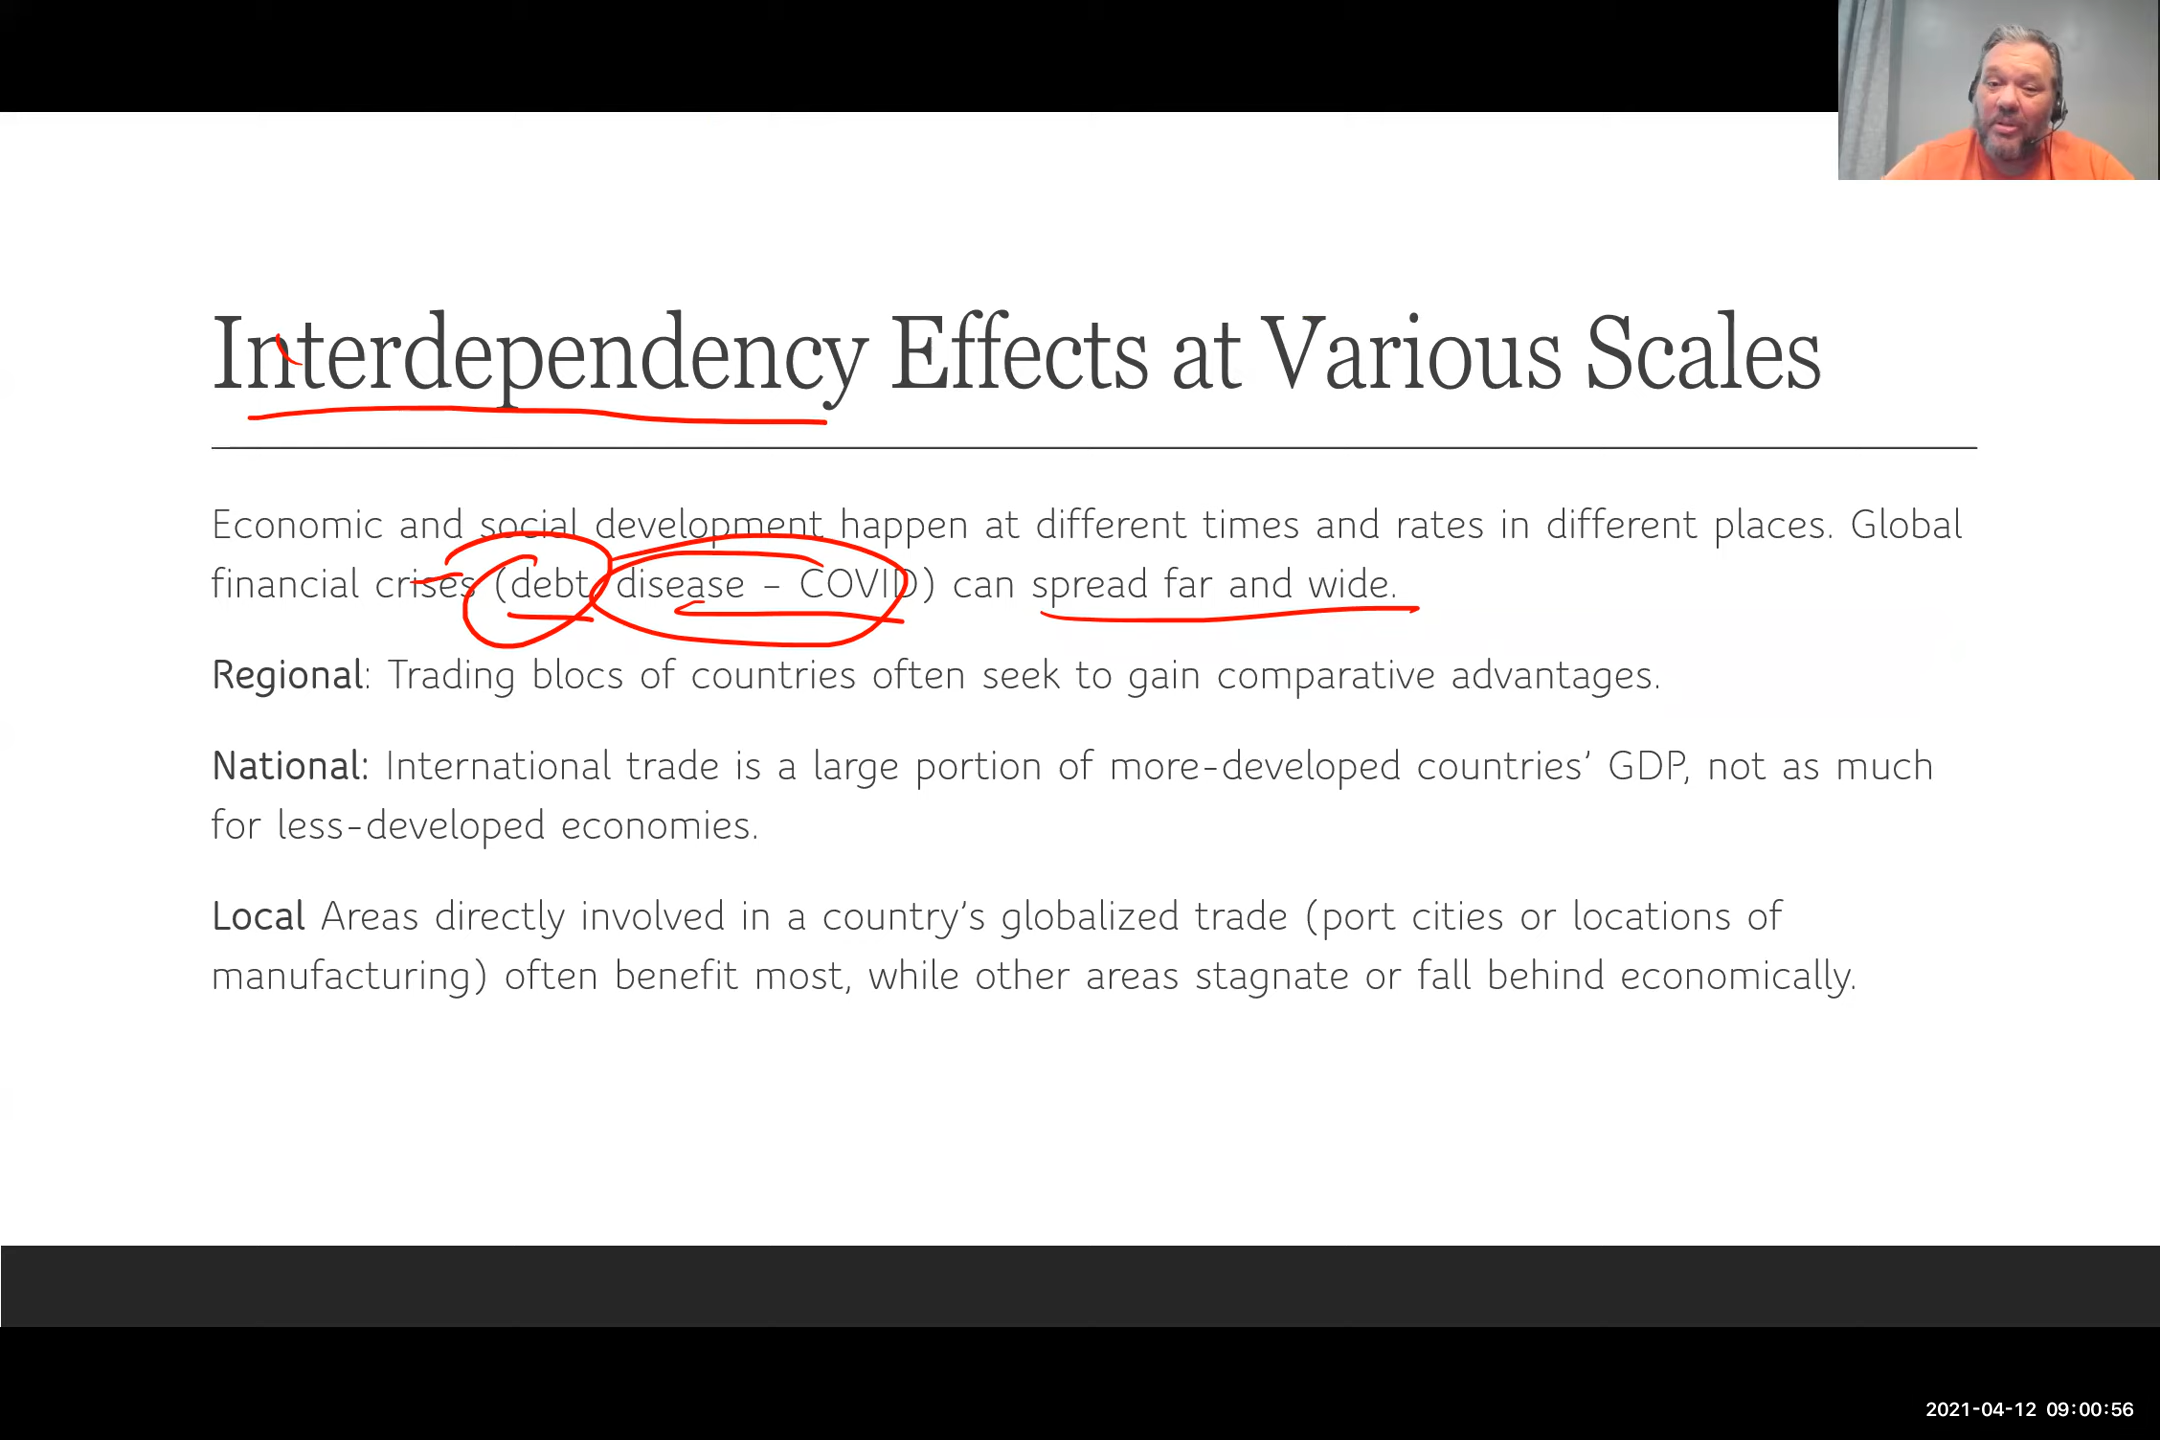 Interdependency Effects at Various Scales
Economic and social development happen at different times and rates in different places. Global
financial crises (debt, disease – COVID) can spread far and wide.
Regional: Trading blocs of countries often seek to gain comparative advantages.
National: International trade is a large portion of more-developed countries’ GDP, not as much
for less-developed economies.
Local Areas directly involved in a country’s globalized trade (port cities or locations of
manufacturing) often benefit most, while other areas stagnate or fall behind economically.
2021-04-12 09:00:56